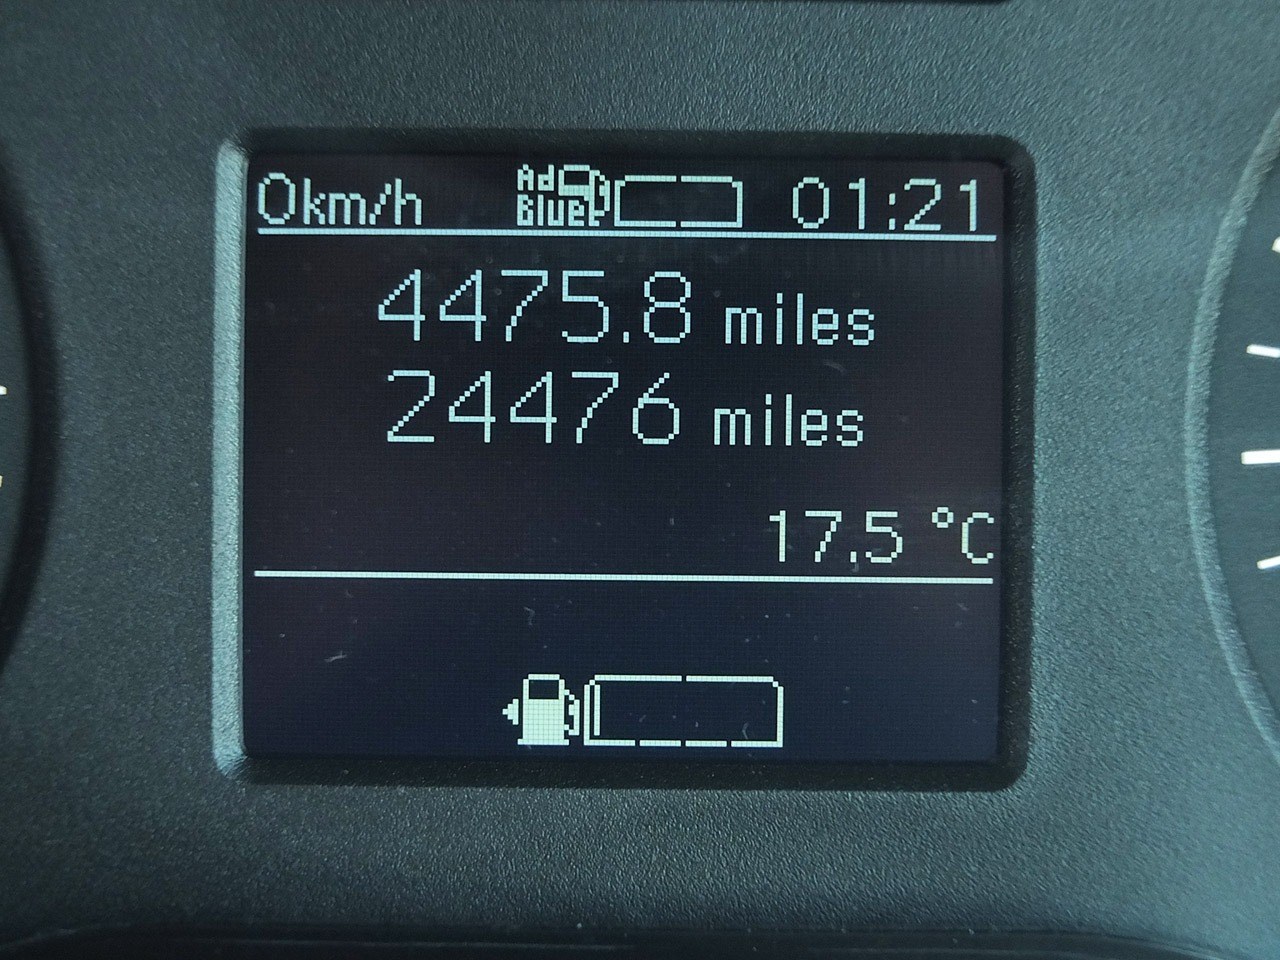 0km/h Ad Blue 01:21
4475.8 miles
24476 miles
17.5 °C